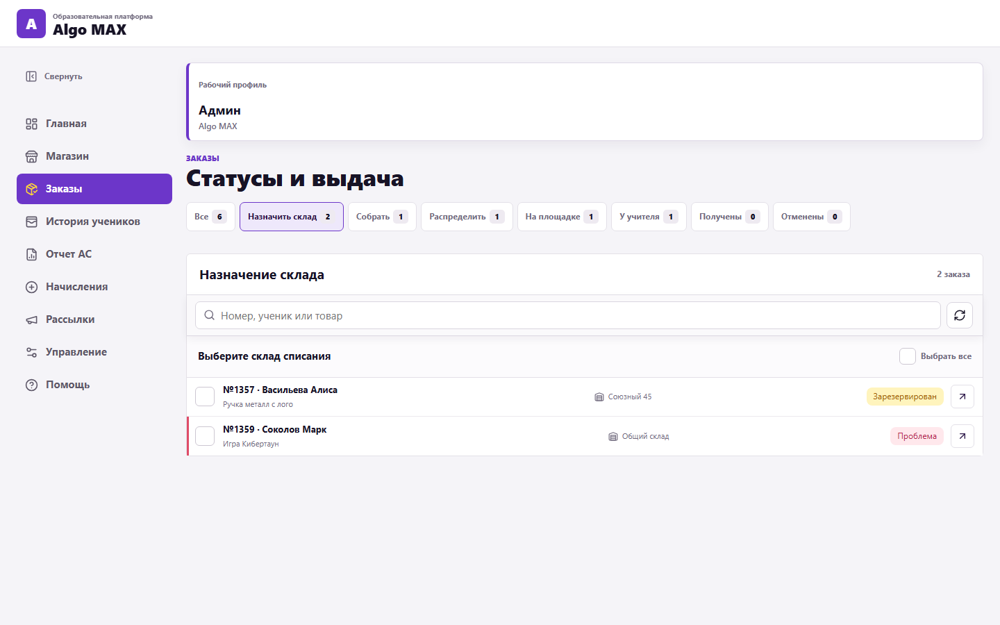 A
Образовательная платформа
Algo MAX
Свернуть
Главная
Магазин
Заказы
История учеников
Отчет АС
Начисления
Рассылки
Управление
Помощь
Рабочий профиль
Админ
Algo MAX
ЗАКАЗЫ
Статусы и выдача
Все 6
Назначить склад 2
Собрать 1
Распределить 1
На площадке 1
У учителя 1
Получены 0
Отменены 0
Назначение склада
2 заказа
Номер, ученик или товар
Выберите склад списания
Выбрать все
№1357 · Васильева Алиса
Ручка металл с лого
Союзный 45
Зарезервирован
№1359 · Соколов Марк
Игра Кибертаун
Общий склад
Проблема